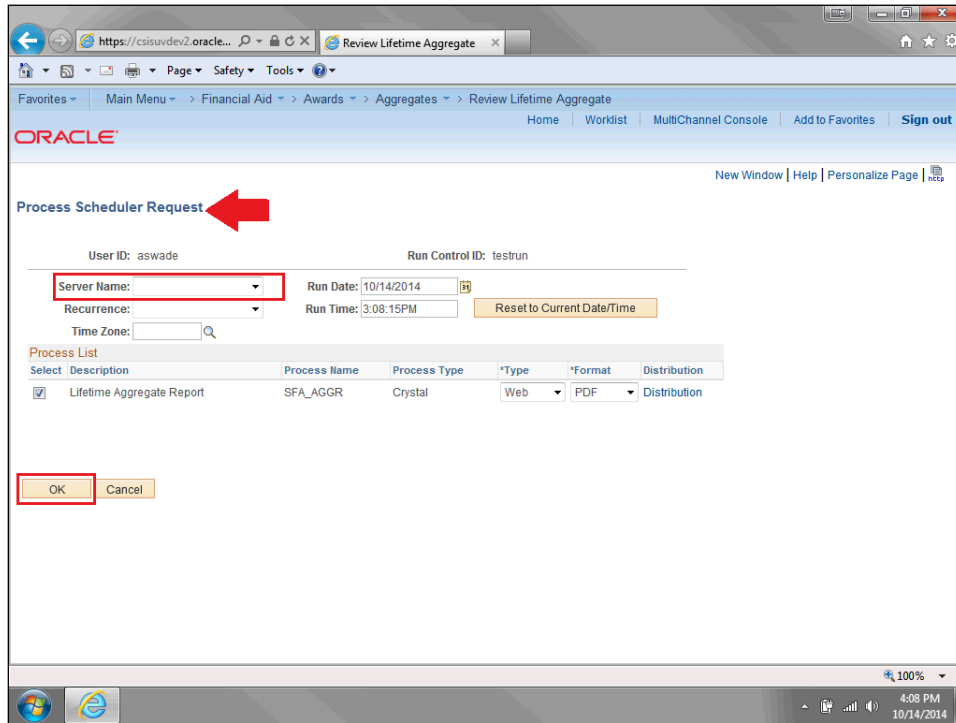 https://csisuvdev2.oracle... Review Lifetime Aggregate
Page Safety Tools
Favorites Main Menu > Financial Aid > Awards > Aggregates > Review Lifetime Aggregate
Home Worklist MultiChannel Console Add to Favorites Sign out
ORACLE
New Window | Help | Personalize Page | http
Process Scheduler Request
User ID: aswade Run Control ID: testrun
Server Name: Run Date: 10/14/2014
Recurrence: Run Time: 3:08:15PM Reset to Current Date/Time
Time Zone:
Process List
Select Description Process Name Process Type *Type *Format Distribution
Lifetime Aggregate Report SFA_AGGR Crystal Web PDF Distribution
OK Cancel
100%
4:08 PM
10/14/2014